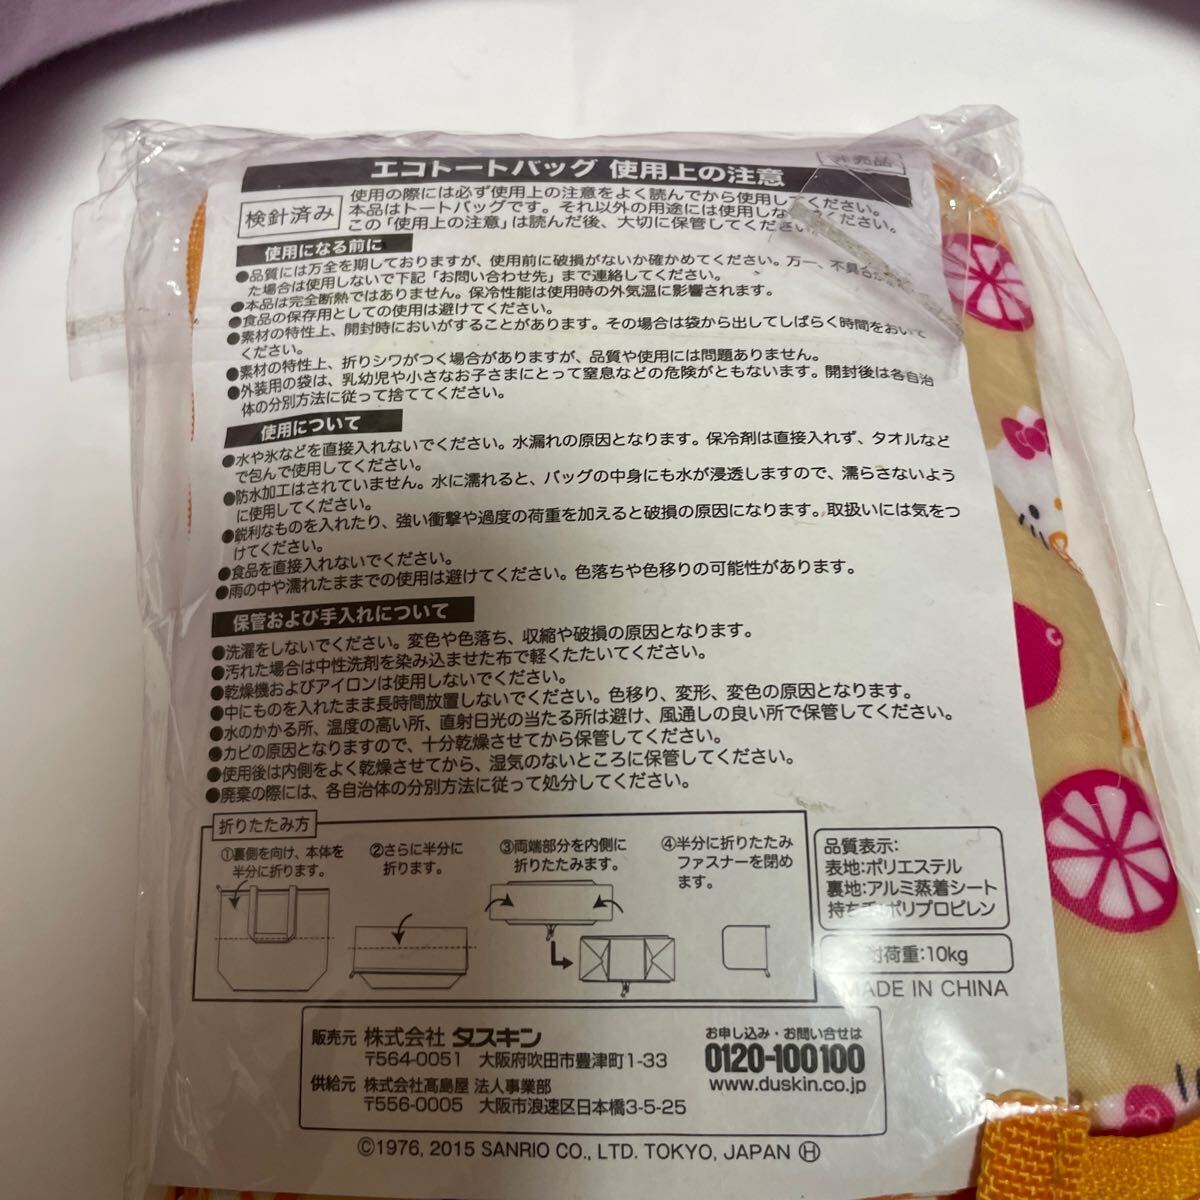 エコトートバッグ 使用上の注意
非売品
検針済み
使用の際には必ず使用上の注意をよく読んでから使用してください。
本品はトートバッグです。それ以外の用途には使用しないでください。
この「使用上の注意」は読んだ後、大切に保管してください。
使用になる前に
●品質には万全を期しておりますが、使用前に破損がないか確かめてください。万一、不具合
た場合は使用しないで下記「お問い合わせ先」まで連絡してください。
●本品は完全断熱ではありません。保冷性能は使用時の外気温に影響されます。
●食品の保存用としての使用は避けてください。
●素材の特性上、開封時においがすることがあります。その場合は袋から出してしばらく時間をおいて
ください。
●素材の特性上、折りシワがつく場合がありますが、品質や使用には問題ありません。
●外装用の袋は、乳幼児や小さなお子さまにとって窒息などの危険がともないます。開封後は各自治
体の分別方法に従って捨ててください。
使用について
●水や氷などを直接入れないでください。水漏れの原因となります。保冷剤は直接入れず、タオルなど
で包んで使用してください。
●防水加工はされていません。水に濡れると、バッグの中身にも水が浸透しますので、濡らさないよう
に使用してください。
●鋭利なものを入れたり、強い衝撃や過度の荷重を加えると破損の原因になります。取扱いには気をつ
けてください。
●食品を直接入れないでください。
●雨の中や濡れたままでの使用は避けてください。色落ちや色移りの可能性があります。
保管および手入れについて
●洗濯をしないでください。変色や色落ち、収縮や破損の原因となります。
●汚れた場合は中性洗剤を染み込ませた布で軽くたたいてください。
●乾燥機およびアイロンは使用しないでください。
●中にものを入れたまま長時間放置しないでください。色移り、変形、変色の原因となります。
●水のかかる所、温度の高い所、直射日光の当たる所は避け、風通しの良い所で保管してください。
●カビの原因となりますので、十分乾燥させてから保管してください。
●使用後は内側をよく乾燥させてから、湿気のないところに保管してください。
●廃棄の際には、各自治体の分別方法に従って処分してください。
折りたたみ方
①裏側を向け、本体を
半分に折ります。
②さらに半分に
折ります。
③両端部分を内側に
折りたたみます。
④半分に折りたたみ
ファスナーを閉め
ます。
品質表示:
表地:ポリエステル
裏地:アルミ蒸着シート
持ち手:ポリプロピレン
耐荷重:10kg
MADE IN CHINA
販売元 株式会社 ダスキン
〒564-0051 大阪府吹田市豊津町1-33
供給元 株式会社髙島屋 法人事業部
〒556-0005 大阪市浪速区日本橋3-5-25
お申し込み・お問い合せは
0120-100100
www.duskin.co.jp
©1976, 2015 SANRIO CO., LTD. TOKYO, JAPAN Ⓗ